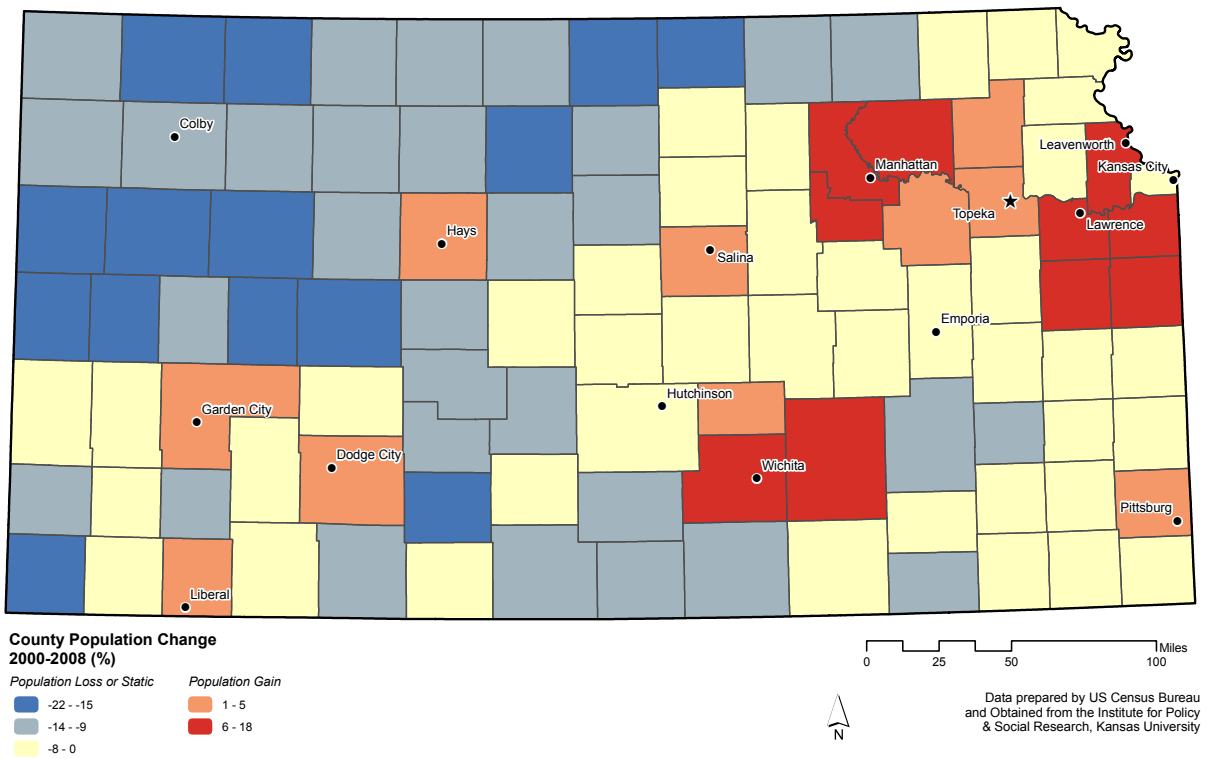 Colby
Leavenworth
Manhattan
Kansas City
Topeka
Lawrence
Hays
Salina
Emporia
Hutchinson
Garden City
Dodge City
Wichita
Pittsburg
Liberal
County Population Change
2000-2008 (%)
Population Loss or Static
Population Gain
-22 - -15
1 - 5
-14 - -9
6 - 18
-8 - 0
Miles
0 25 50 100
N
Data prepared by US Census Bureau
and Obtained from the Institute for Policy
& Social Research, Kansas University